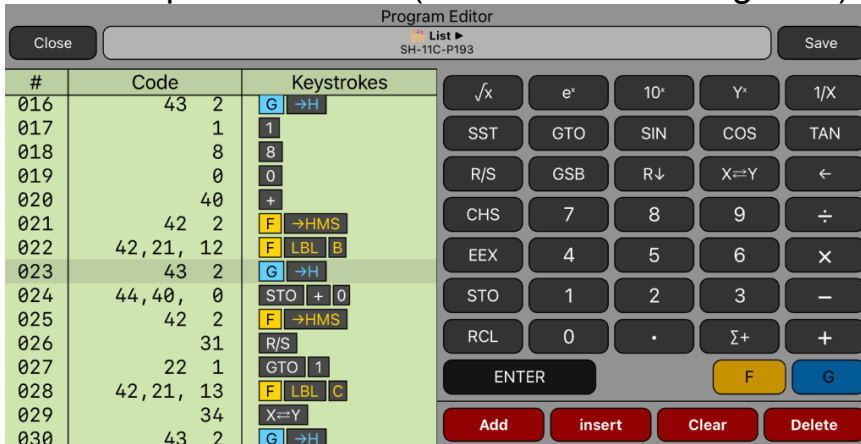 Program Editor
Close
List ►
SH-11C-P193
Save
# Code Keystrokes
016 43 2 G →H
017 1 1
018 8 8
019 0 0
020 40 +
021 42 2 F →HMS
022 42,21, 12 F LBL B
023 43 2 G →H
024 44,40, 0 STO + 0
025 42 2 F →HMS
026 31 R/S
027 22 1 GTO 1
028 42,21, 13 F LBL C
029 34 X⇄Y
030 43 2 G →H
√x eˣ 10ˣ Yˣ 1/X
SST GTO SIN COS TAN
R/S GSB R↓ X⇄Y ←
CHS 7 8 9 ÷
EEX 4 5 6 ×
STO 1 2 3 −
RCL 0 · Σ+ +
ENTER F G
Add insert Clear Delete